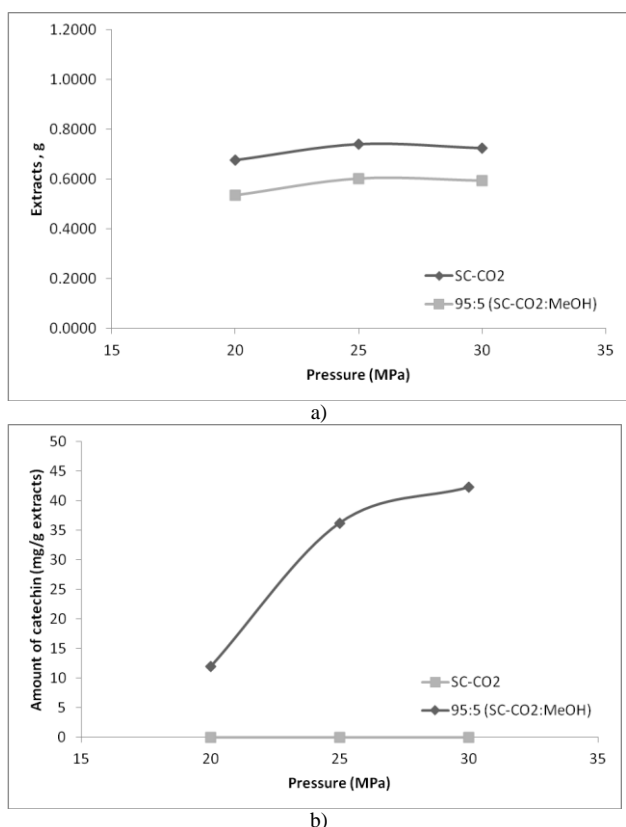 1.2000
1.0000
0.8000
0.6000
0.4000
0.2000
0.0000
Extracts , g
SC-CO2
95:5 (SC-CO2:MeOH)
15 20 25 30 35
Pressure (MPa)
a)
50
45
40
35
30
25
20
15
10
5
0
Amount of catechin (mg/g extracts)
SC-CO2
95:5 (SC-CO2:MeOH)
15 20 25 30 35
Pressure (MPa)
b)